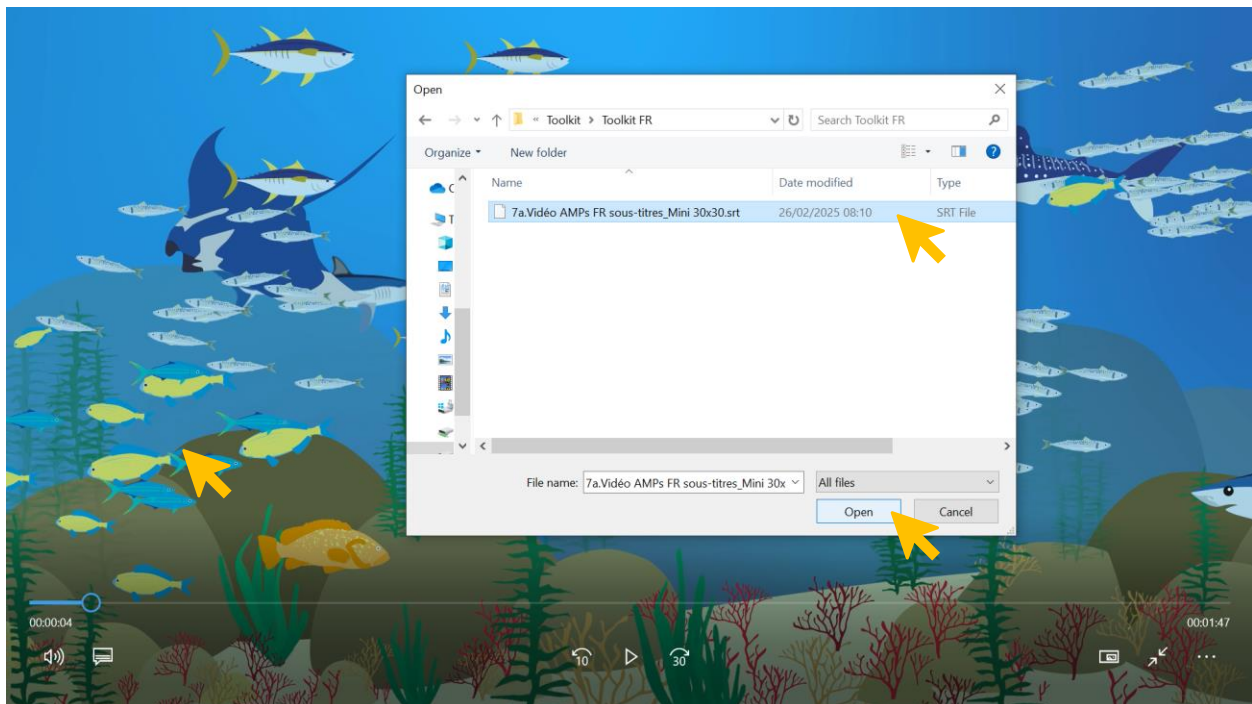 Open
« Toolkit > Toolkit FR
Search Toolkit FR
Organize
New folder
Name
Date modified
Type
7a.Vidéo AMPs FR sous-titres_Mini 30x30.srt
26/02/2025 08:10
SRT File
File name:
7a.Vidéo AMPs FR sous-titres_Mini 30x
All files
Open
Cancel
00:00:04
00:01:47
10
30